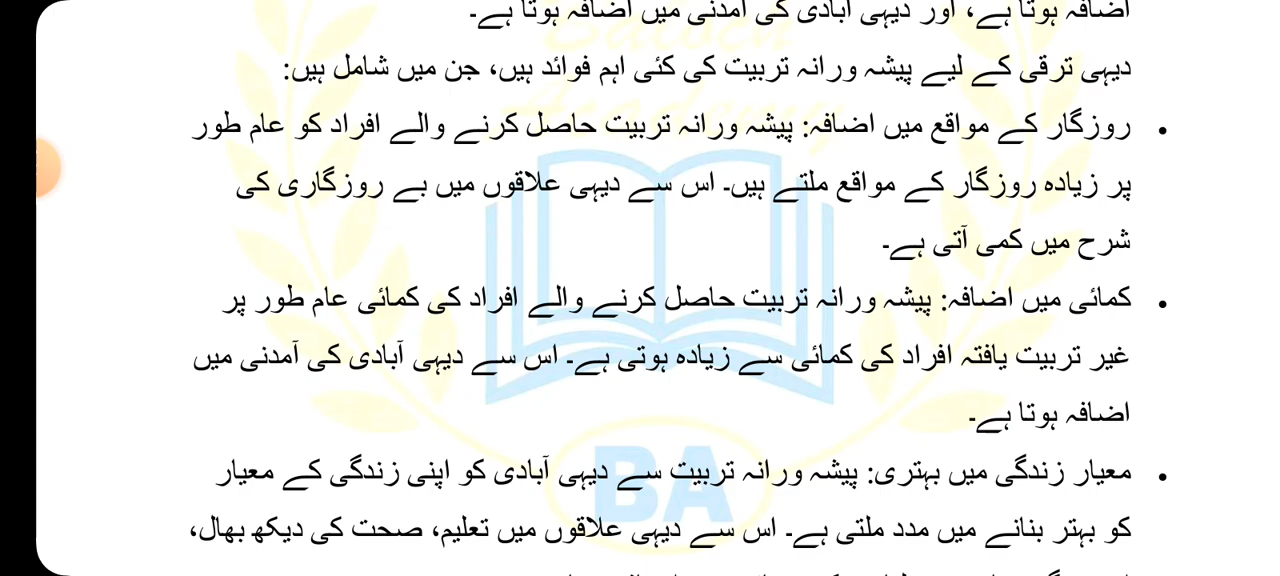 اضافہ ہوتا ہے، اور دیہی آبادی کی آمدنی میں اضافہ ہوتا ہے۔
دیہی ترقی کے لیے پیشہ ورانہ تربیت کی کئی اہم فوائد ہیں، جن میں شامل ہیں:
• روزگار کے مواقع میں اضافہ: پیشہ ورانہ تربیت حاصل کرنے والے افراد کو عام طور
پر زیادہ روزگار کے مواقع ملتے ہیں۔ اس سے دیہی علاقوں میں بے روزگاری کی
شرح میں کمی آتی ہے۔
• کمائی میں اضافہ: پیشہ ورانہ تربیت حاصل کرنے والے افراد کی کمائی عام طور پر
غیر تربیت یافتہ افراد کی کمائی سے زیادہ ہوتی ہے۔ اس سے دیہی آبادی کی آمدنی میں
اضافہ ہوتا ہے۔
• معیار زندگی میں بہتری: پیشہ ورانہ تربیت سے دیہی آبادی کو اپنی زندگی کے معیار
کو بہتر بنانے میں مدد ملتی ہے۔ اس سے دیہی علاقوں میں تعلیم، صحت کی دیکھ بھال،
Baloch
Academy
BA